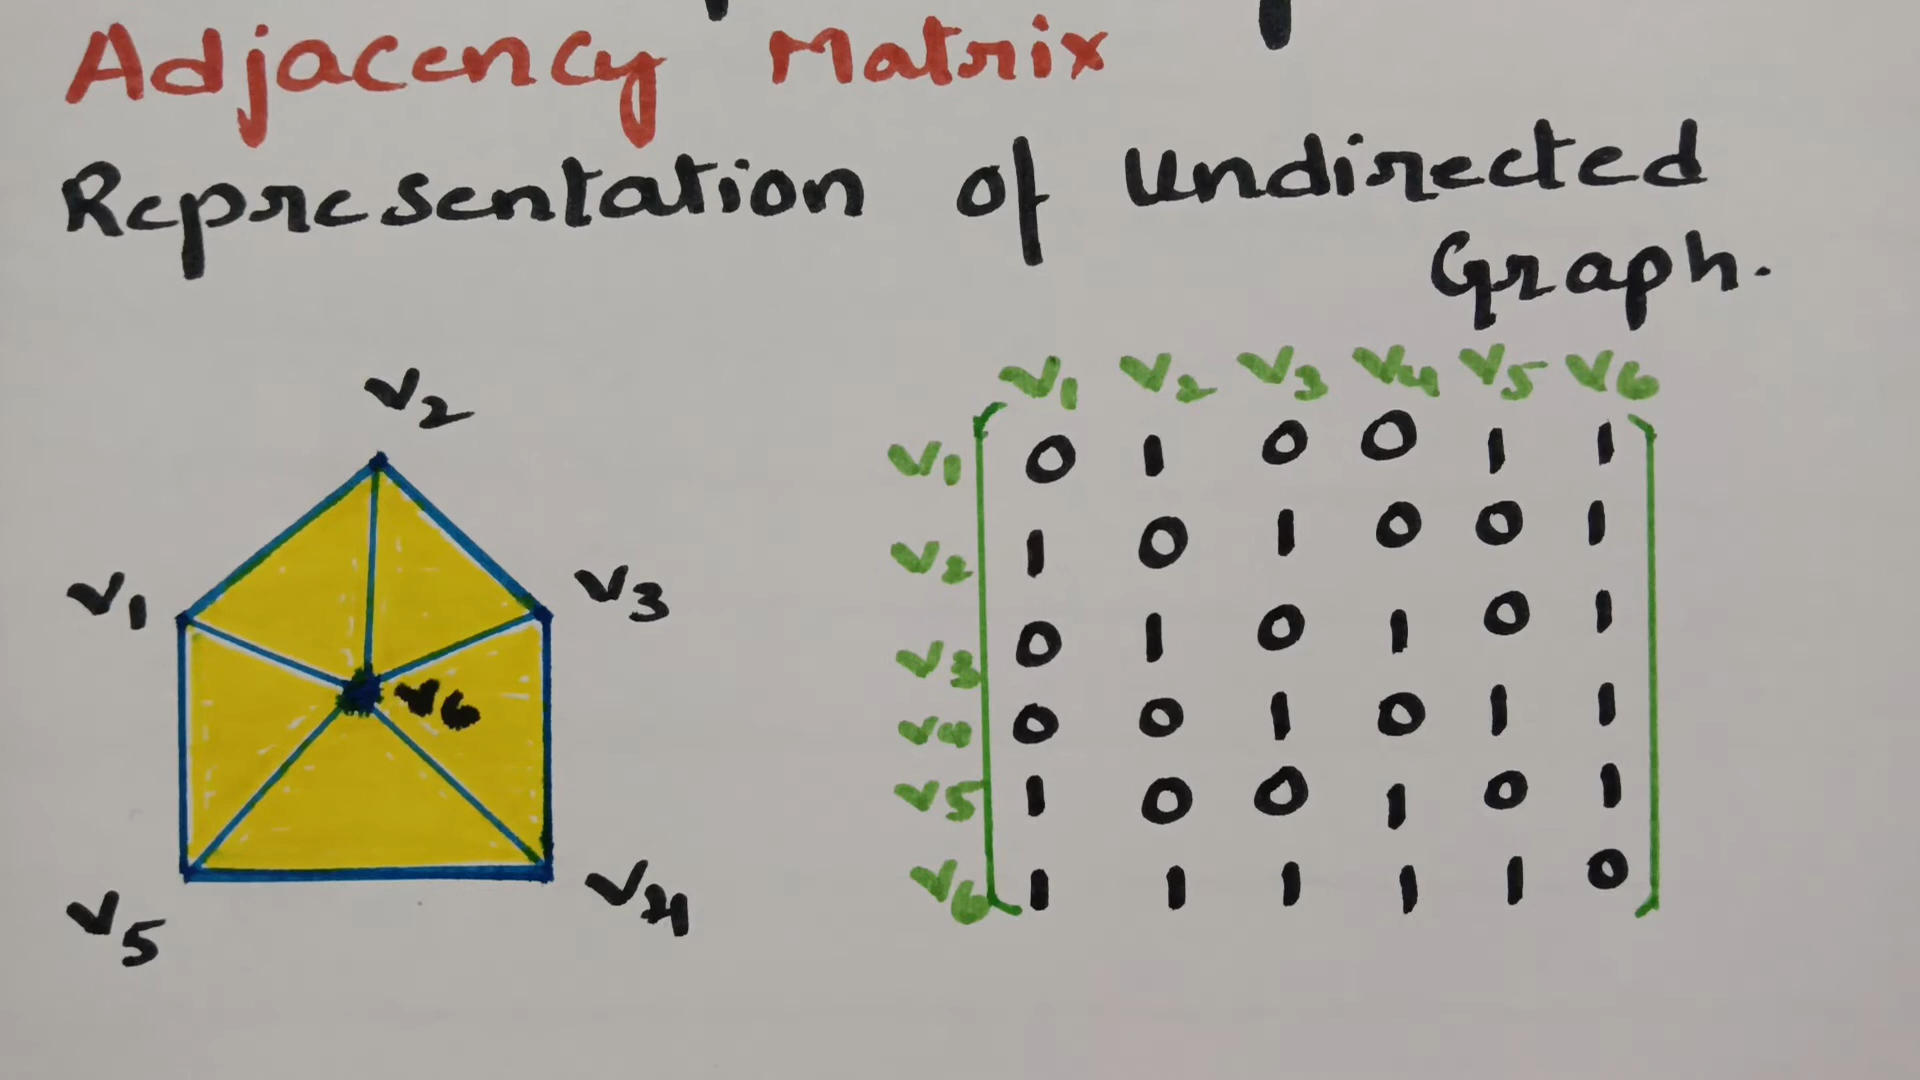 Adjacency Matrix
Representation of Undirected
Graph.
V2
V1
V3
V6
V5
V4
V1 V2 V3 V4 V5 V6
V1 0 1 0 0 1 1
V2 1 0 1 0 0 1
V3 0 1 0 1 0 1
V4 0 0 1 0 1 1
V5 1 0 0 1 0 1
V6 1 1 1 1 1 0